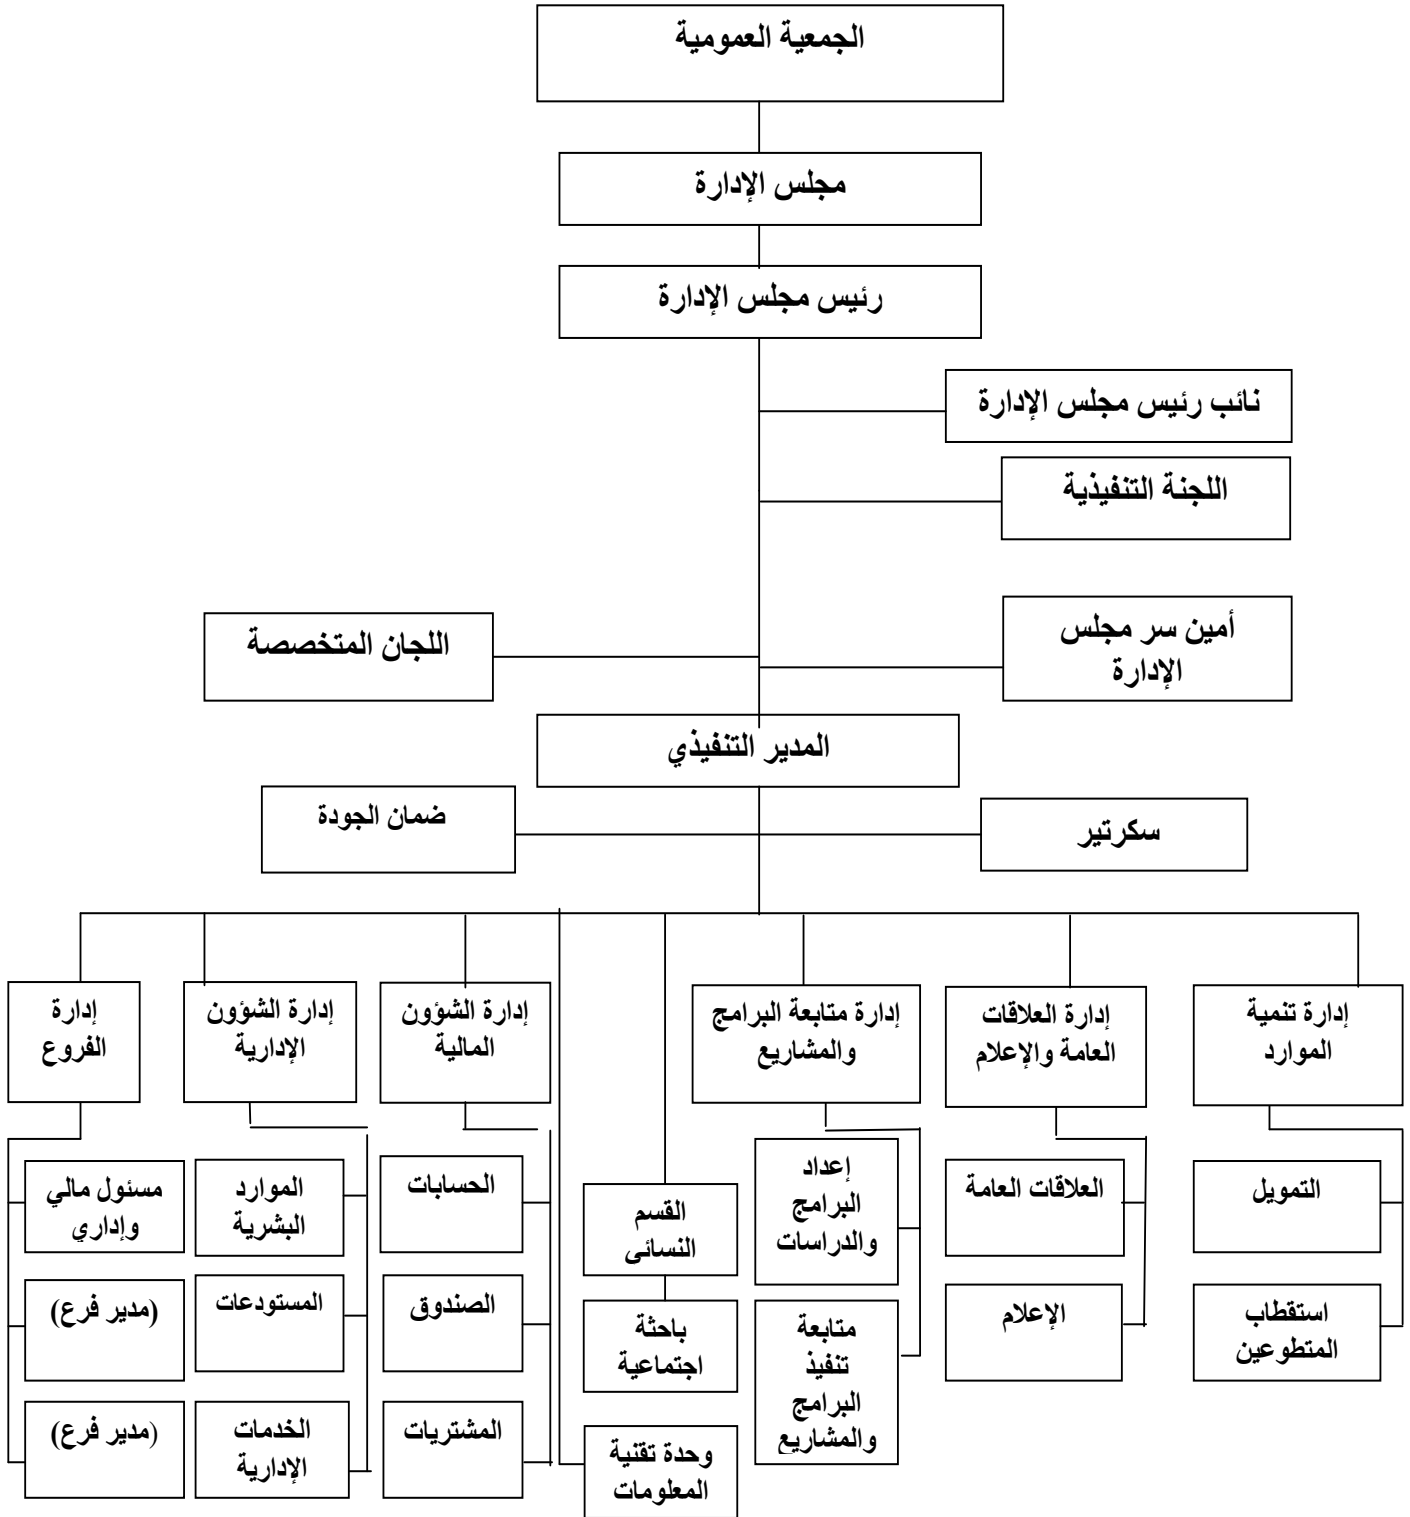 الجمعية العمومية
مجلس الإدارة
رئيس مجلس الإدارة
نائب رئيس مجلس الإدارة
اللجنة التنفيذية
أمين سر مجلس
الإدارة
اللجان المتخصصة
المدير التنفيذي
سكرتير
ضمان الجودة
إدارة تنمية
الموارد
إدارة العلاقات
العامة والإعلام
إدارة متابعة البرامج
والمشاريع
إدارة الشؤون
المالية
إدارة الشؤون
الإدارية
إدارة
الفروع
التمويل
استقطاب
المتطوعين
العلاقات العامة
الإعلام
إعداد
البرامج
والدراسات
متابعة
تنفيذ
البرامج
والمشاريع
القسم
النسائى
باحثة
اجتماعية
وحدة تقنية
المعلومات
الحسابات
الصندوق
المشتريات
الموارد
البشرية
المستودعات
الخدمات
الإدارية
مسئول مالي
وإداري
(مدير فرع)
(مدير فرع)